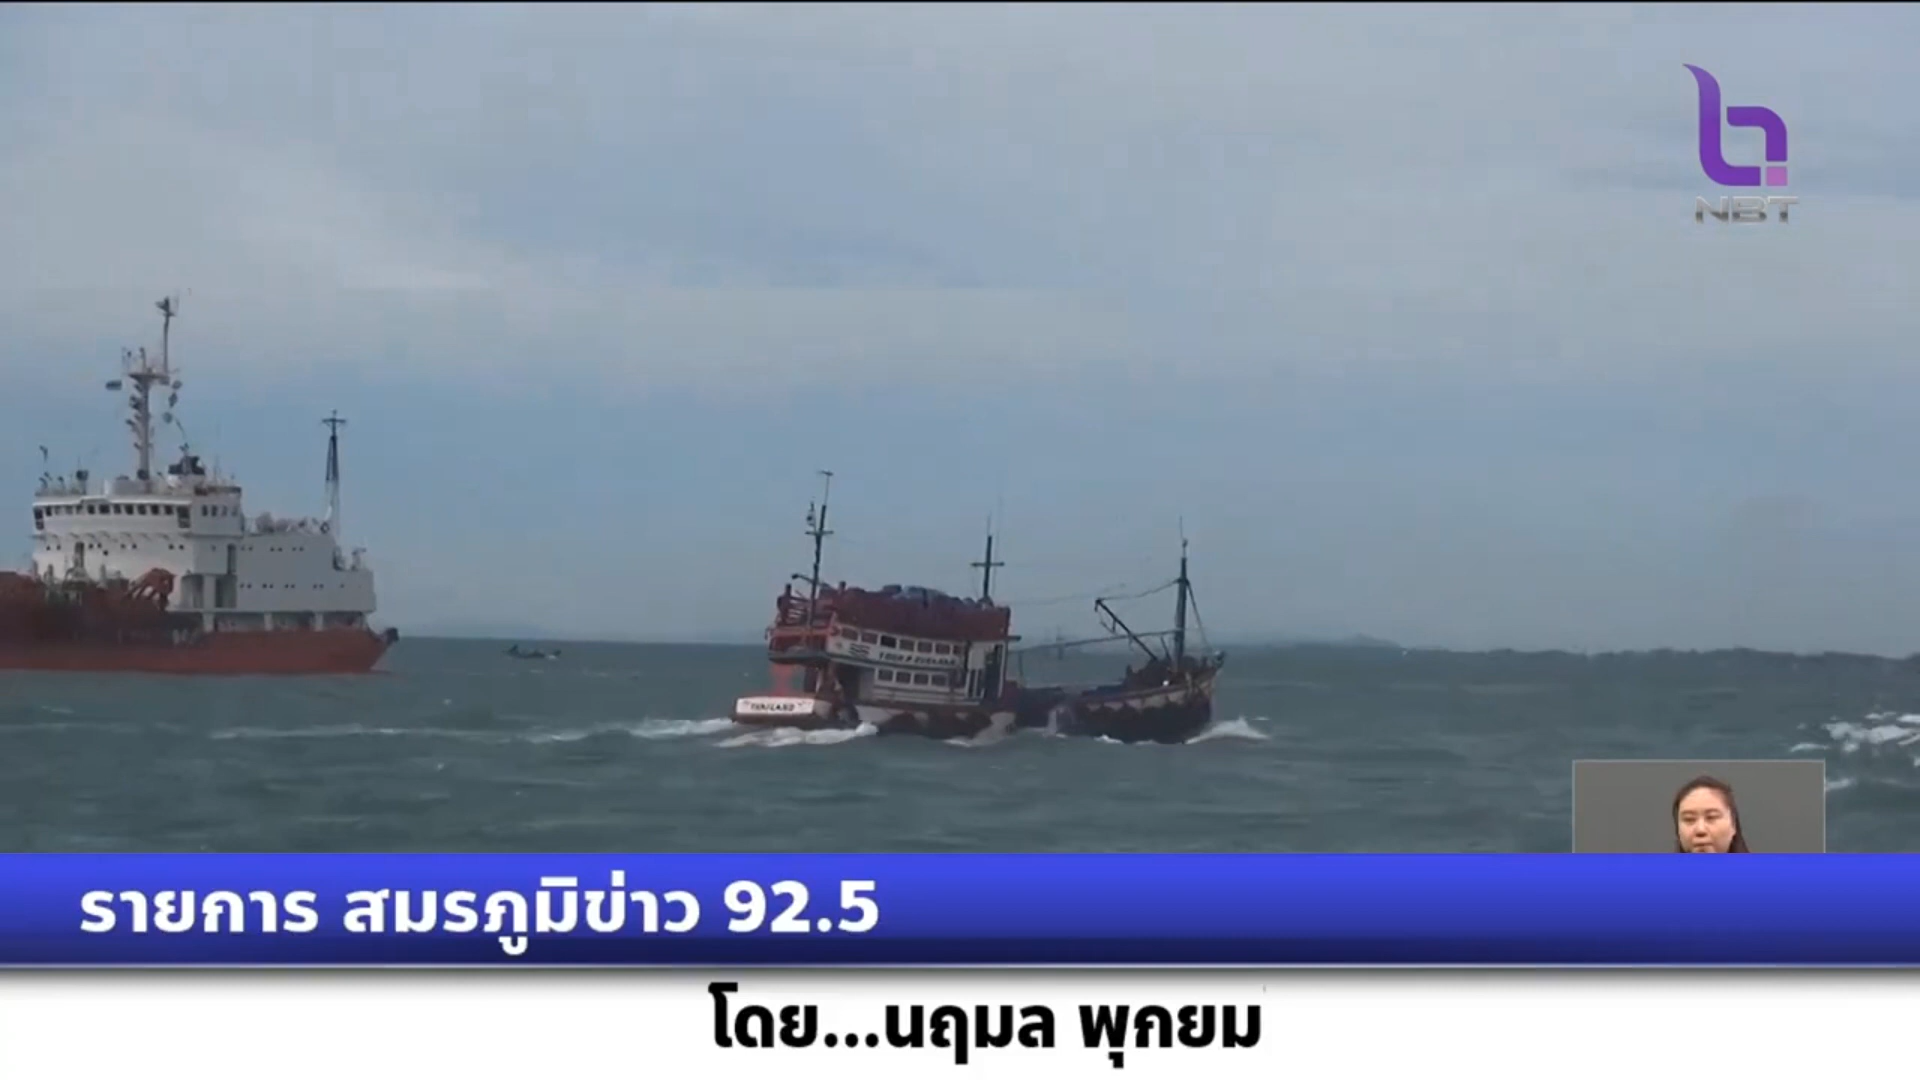 NBT
THAILAND
รายการ สมรภูมิข่าว 92.5
โดย...นฤมล พุกยม